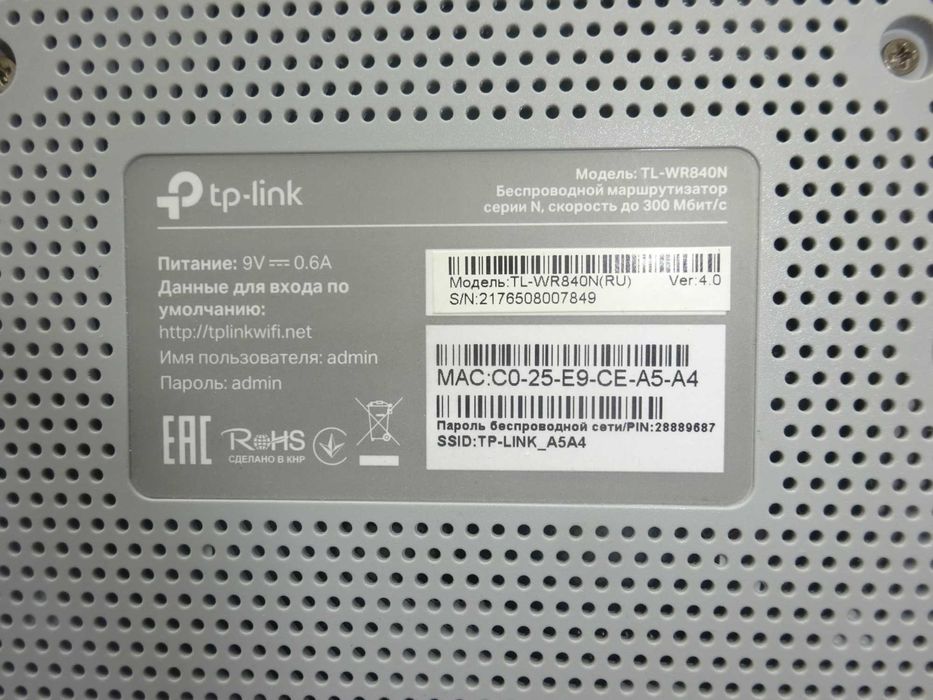 tp-link
Модель: TL-WR840N
Беспроводной маршрутизатор
серии N, скорость до 300 Мбит/с
Питание: 9V ⎓ 0.6A
Данные для входа по
умолчанию:
http://tplinkwifi.net
Имя пользователя: admin
Пароль: admin
EAC
RoHS
СДЕЛАНО В КНР
Модель:TL-WR840N(RU) Ver:4.0
S/N:2176508007849
MAC:C0-25-E9-CE-A5-A4
Пароль беспроводной сети/PIN:28889687
SSID:TP-LINK_A5A4